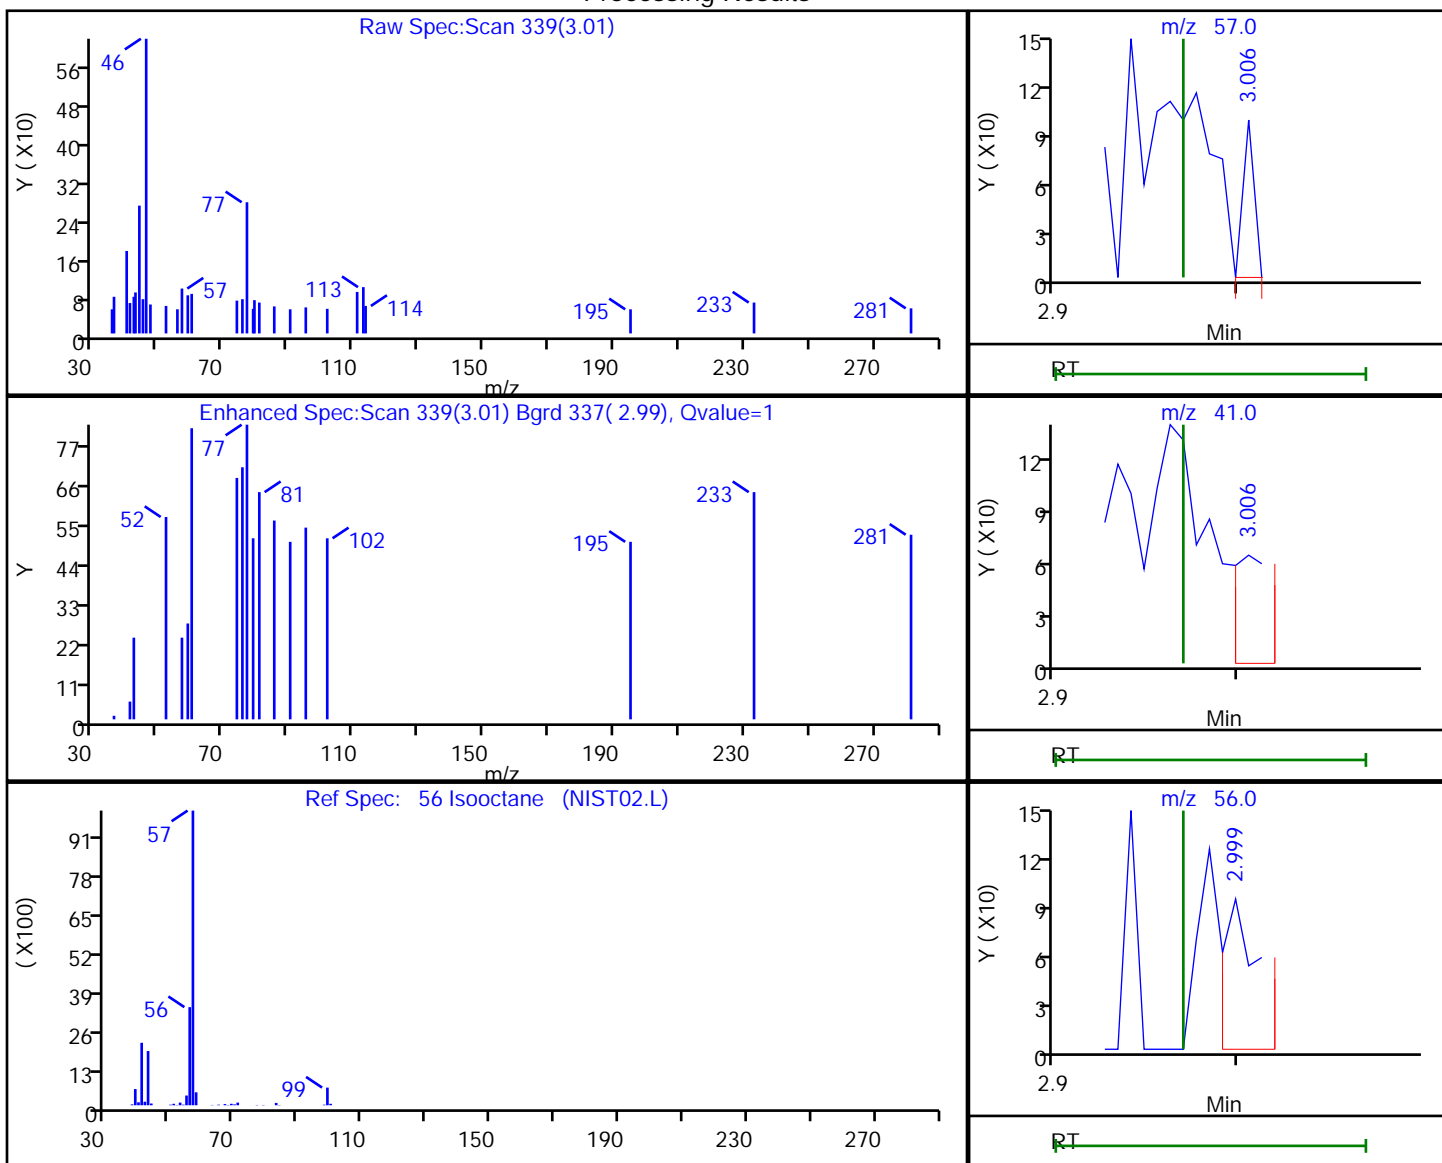 Processing Results
Raw Spec:Scan 339(3.01)
Y ( X10)
56
48
40
32
24
16
8
0
46
77
57
113
114
195
233
281
30 70 110 150 190 230 270
m/z
m/z 57.0
Y ( X10)
15
12
9
6
3
0
3.006
2.9
Min
RT
Enhanced Spec:Scan 339(3.01) Bgrd 337( 2.99), Qvalue=1
Y
77
66
55
44
33
22
11
0
52
77
81
102
195
233
281
30 70 110 150 190 230 270
m/z
m/z 41.0
Y ( X10)
12
9
6
3
0
3.006
2.9
Min
RT
Ref Spec: 56 Isooctane (NIST02.L)
( X100)
91
78
65
52
39
26
13
0
57
56
99
30 70 110 150 190 230 270
m/z 56.0
Y ( X10)
15
12
9
6
3
0
2.999
2.9
Min
RT